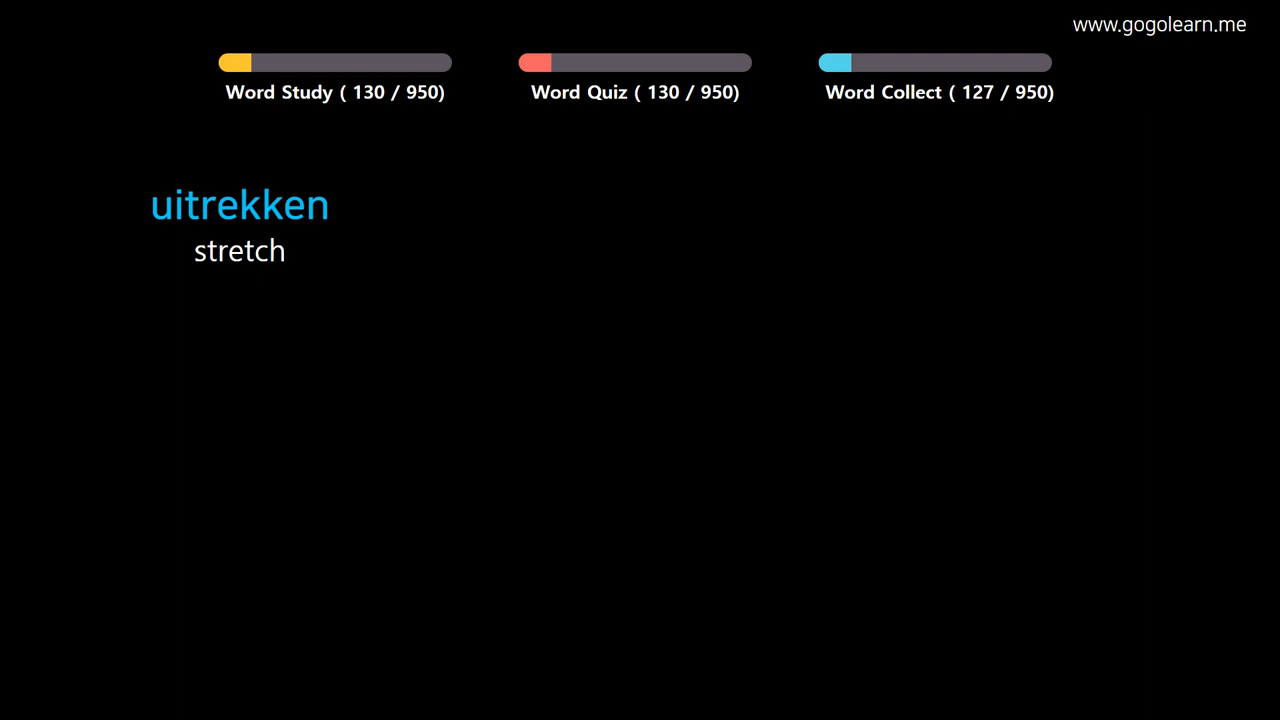 www.gogolearn.me
Word Study ( 130 / 950)
Word Quiz ( 130 / 950)
Word Collect ( 127 / 950)
uitrekken
stretch